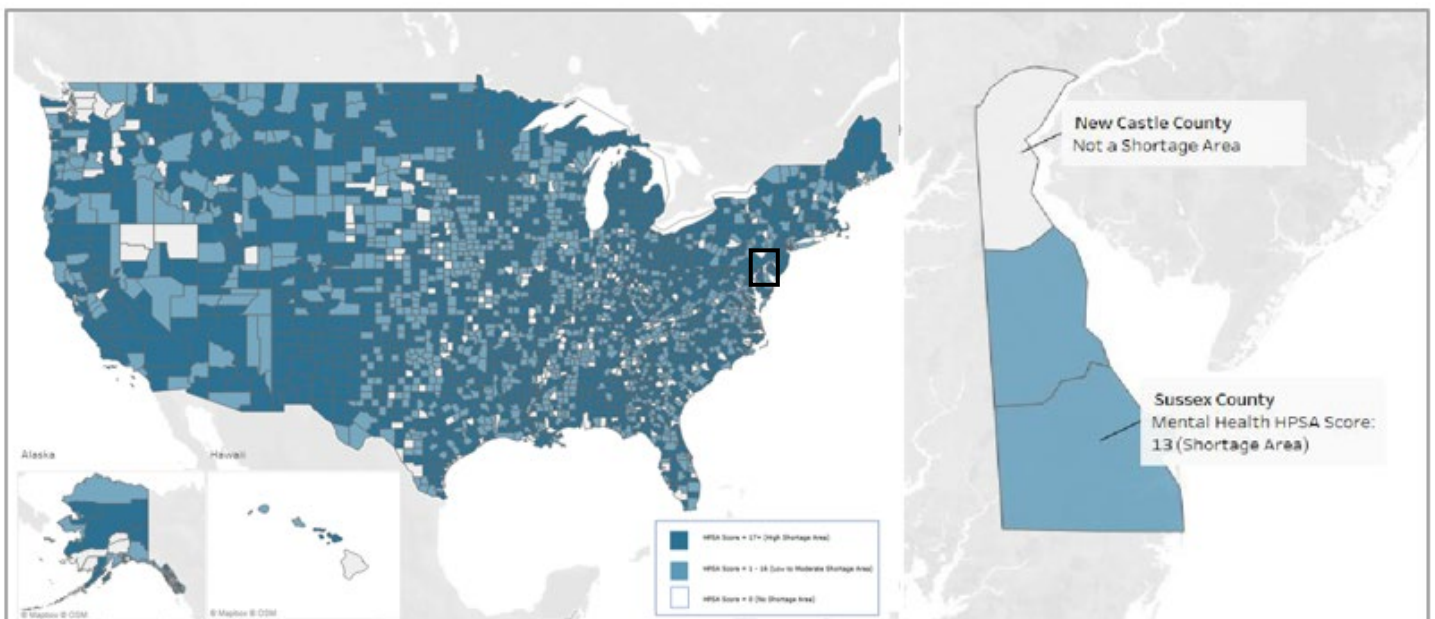 New Castle County
Not a Shortage Area
Sussex County
Mental Health HPSA Score:
13 (Shortage Area)
Alaska
Hawaii
HPSA Score = 17+ (High Shortage Area)
HPSA Score = 1 - 16 (Low to Moderate Shortage Area)
HPSA Score = 0 (No Shortage Area)
© Mapbox © OSM
© Mapbox © OSM